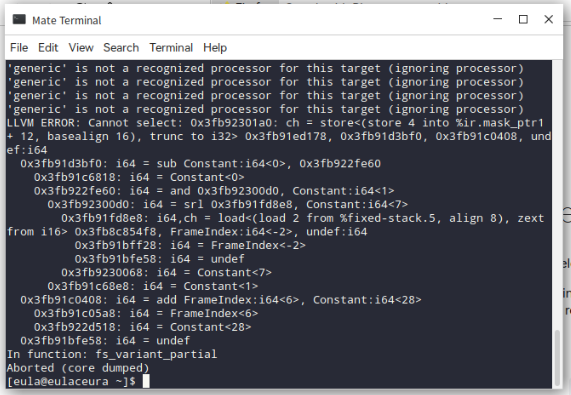 Mate Terminal
File Edit View Search Terminal Help
'generic' is not a recognized processor for this target (ignoring processor)
'generic' is not a recognized processor for this target (ignoring processor)
'generic' is not a recognized processor for this target (ignoring processor)
'generic' is not a recognized processor for this target (ignoring processor)
LLVM ERROR: Cannot select: 0x3fb92301a0: ch = store<(store 4 into %ir.mask_ptr1
+ 12, basealign 16), trunc to i32> 0x3fb91ed178, 0x3fb91d3bf0, 0x3fb91c0408, und
ef:i64
0x3fb91d3bf0: i64 = sub Constant:i64<0>, 0x3fb922fe60
0x3fb91c6818: i64 = Constant<0>
0x3fb922fe60: i64 = and 0x3fb92300d0, Constant:i64<1>
0x3fb92300d0: i64 = srl 0x3fb91fd8e8, Constant:i64<7>
0x3fb91fd8e8: i64,ch = load<(load 2 from %fixed-stack.5, align 8), zext
from i16> 0x3fb8c854f8, FrameIndex:i64<-2>, undef:i64
0x3fb91bff28: i64 = FrameIndex<-2>
0x3fb91bfe58: i64 = undef
0x3fb9230068: i64 = Constant<7>
0x3fb91c68e8: i64 = Constant<1>
0x3fb91c0408: i64 = add FrameIndex:i64<6>, Constant:i64<28>
0x3fb91c05a8: i64 = FrameIndex<6>
0x3fb922d518: i64 = Constant<28>
0x3fb91bfe58: i64 = undef
In function: fs_variant_partial
Aborted (core dumped)
[eula@eulaceura ~]$